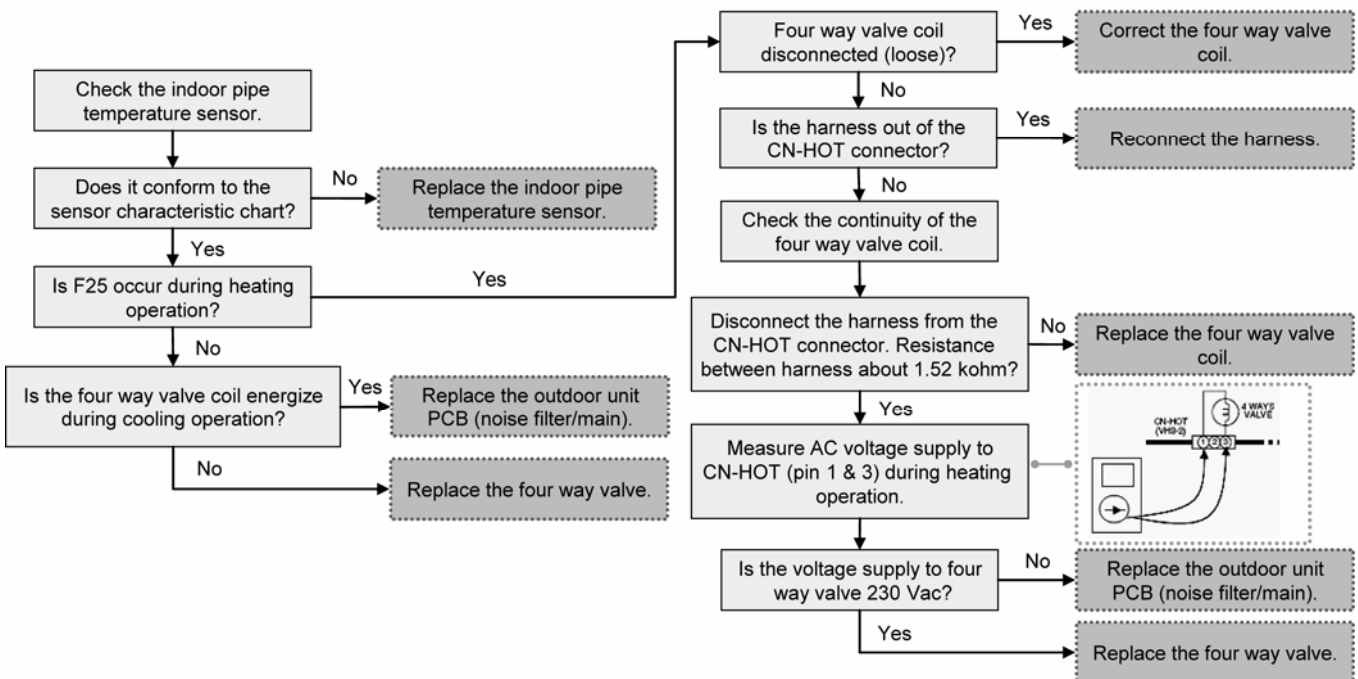 Check the indoor pipe
temperature sensor.
Does it conform to the
sensor characteristic chart?
No
Replace the indoor pipe
temperature sensor.
Yes
Is F25 occur during heating
operation?
Yes
No
Is the four way valve coil energize
during cooling operation?
Yes
Replace the outdoor unit
PCB (noise filter/main).
No
Replace the four way valve.
Four way valve coil
disconnected (loose)?
Yes
Correct the four way valve
coil.
No
Is the harness out of the
CN-HOT connector?
Yes
Reconnect the harness.
No
Check the continuity of the
four way valve coil.
Disconnect the harness from the
CN-HOT connector. Resistance
between harness about 1.52 kohm?
No
Replace the four way valve
coil.
Yes
Measure AC voltage supply to
CN-HOT (pin 1 & 3) during heating
operation.
4 WAYS
VALVE
CN-HOT
(VH9-2)
1 2 3
Is the voltage supply to four
way valve 230 Vac?
No
Replace the outdoor unit
PCB (noise filter/main).
Yes
Replace the four way valve.